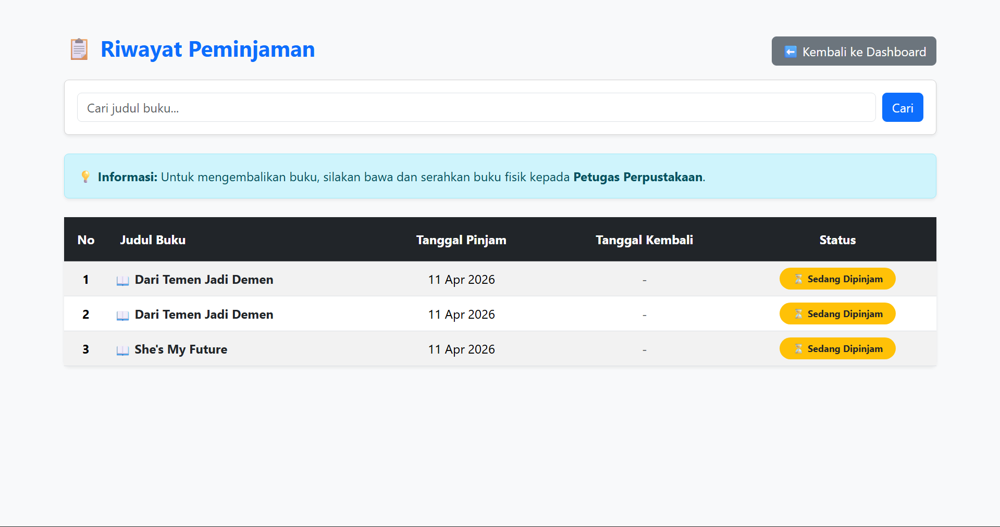 📋 Riwayat Peminjaman
⬅️ Kembali ke Dashboard
Cari judul buku...
Cari
💡 Informasi: Untuk mengembalikan buku, silakan bawa dan serahkan buku fisik kepada Petugas Perpustakaan.
No Judul Buku Tanggal Pinjam Tanggal Kembali Status
1 📖 Dari Temen Jadi Demen 11 Apr 2026 - ⏳ Sedang Dipinjam
2 📖 Dari Temen Jadi Demen 11 Apr 2026 - ⏳ Sedang Dipinjam
3 📖 She's My Future 11 Apr 2026 - ⏳ Sedang Dipinjam